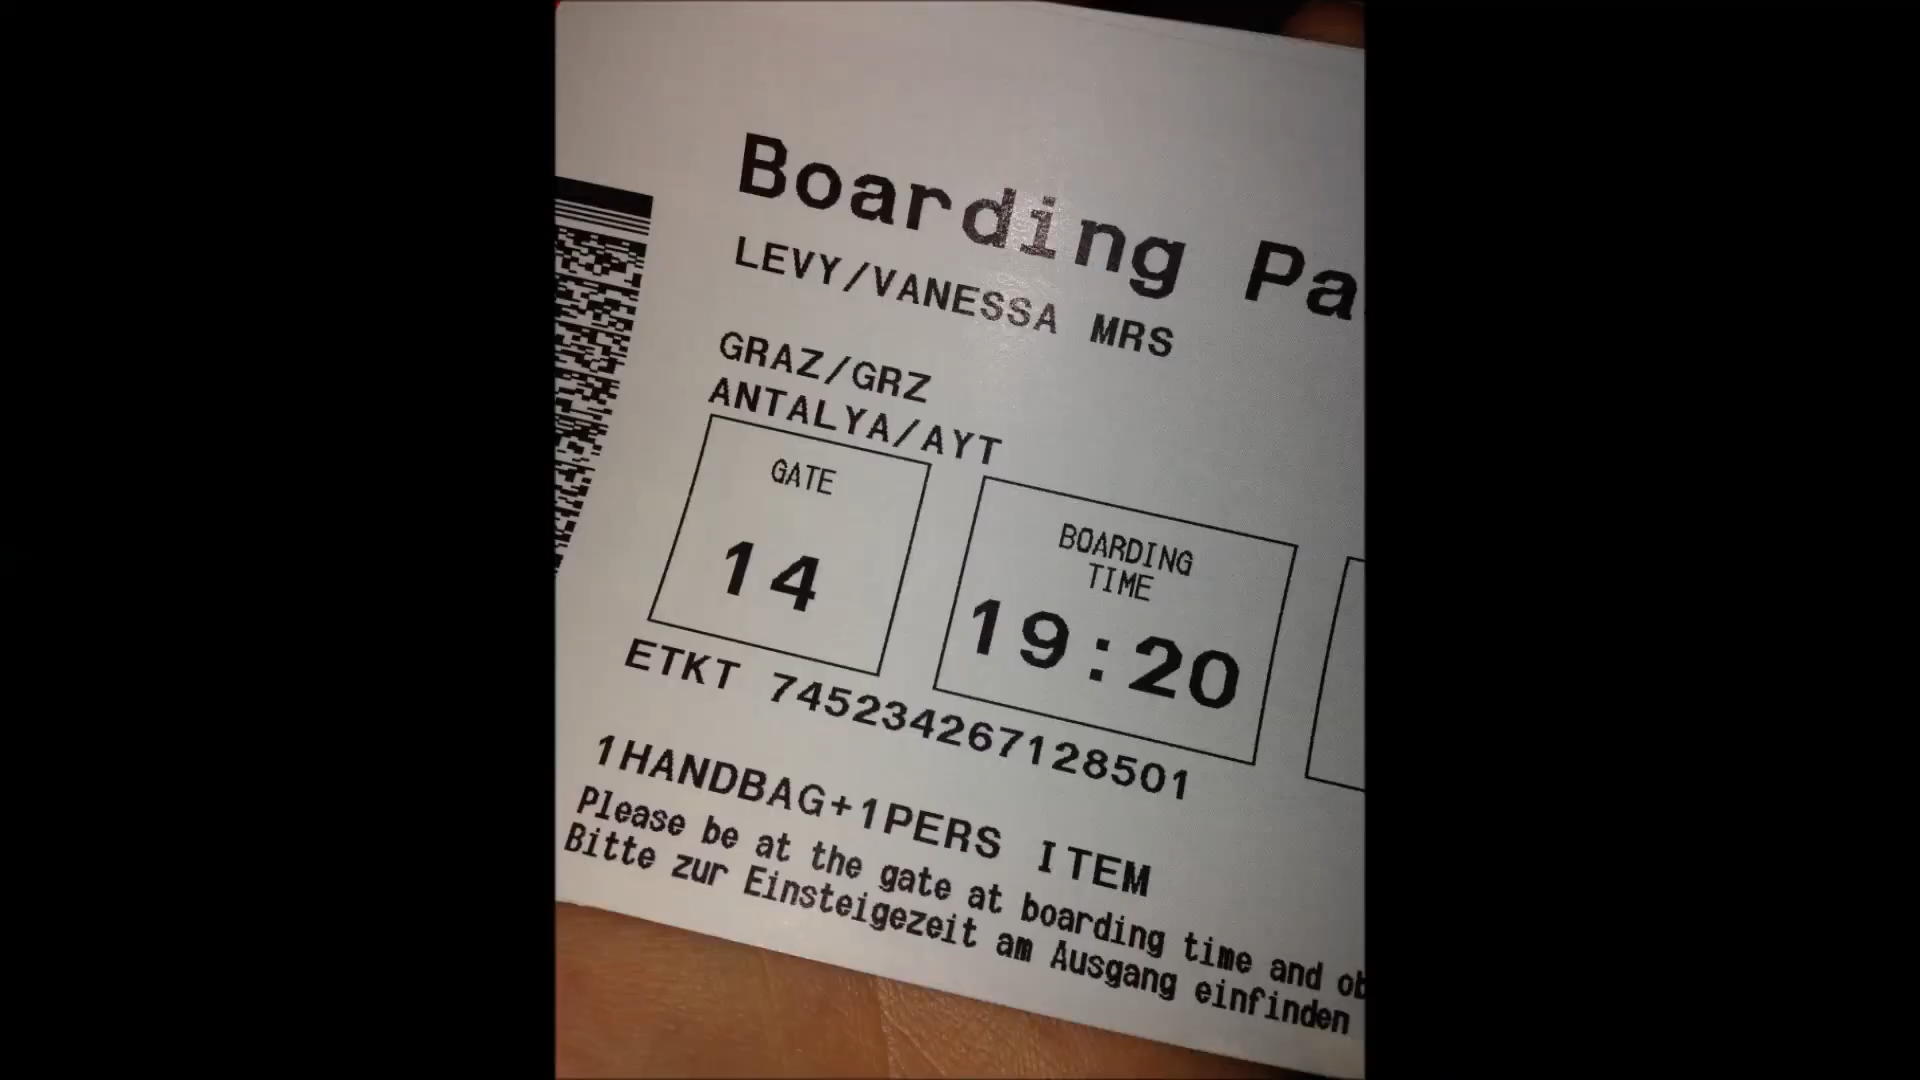 Boarding Pa
LEVY/VANESSA MRS
GRAZ/GRZ
ANTALYA/AYT
GATE
14
BOARDING
TIME
19:20
ETKT 745234267128501
1HANDBAG+1PERS ITEM
Please be at the gate at boarding time and ob
Bitte zur Einsteigezeit am Ausgang einfinden